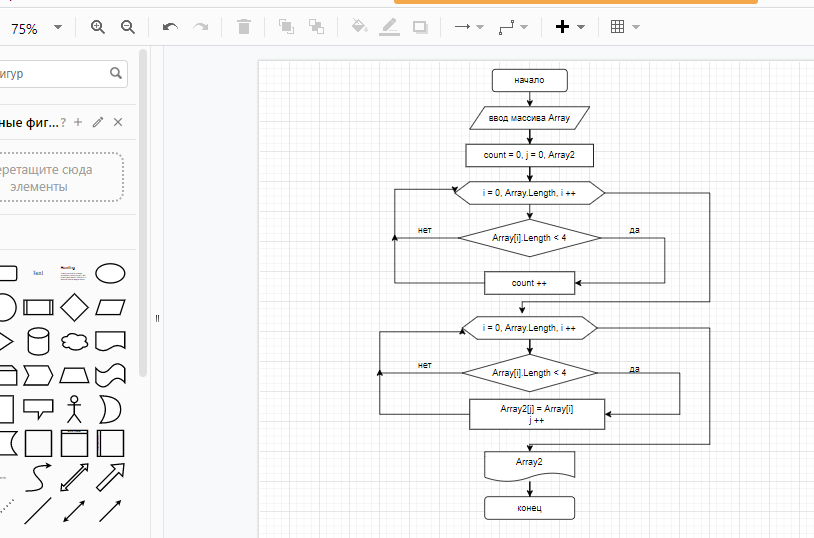 75%
игур
ные фиг...
?
еретащите сюда
элементы
Text
Heading
начало
ввод массива Array
count = 0, j = 0, Array2
i = 0, Array.Length, i ++
нет
Array[i].Length < 4
да
count ++
i = 0, Array.Length, i ++
нет
Array[i].Length < 4
да
Array2[j] = Array[i]
j ++
Array2
конец